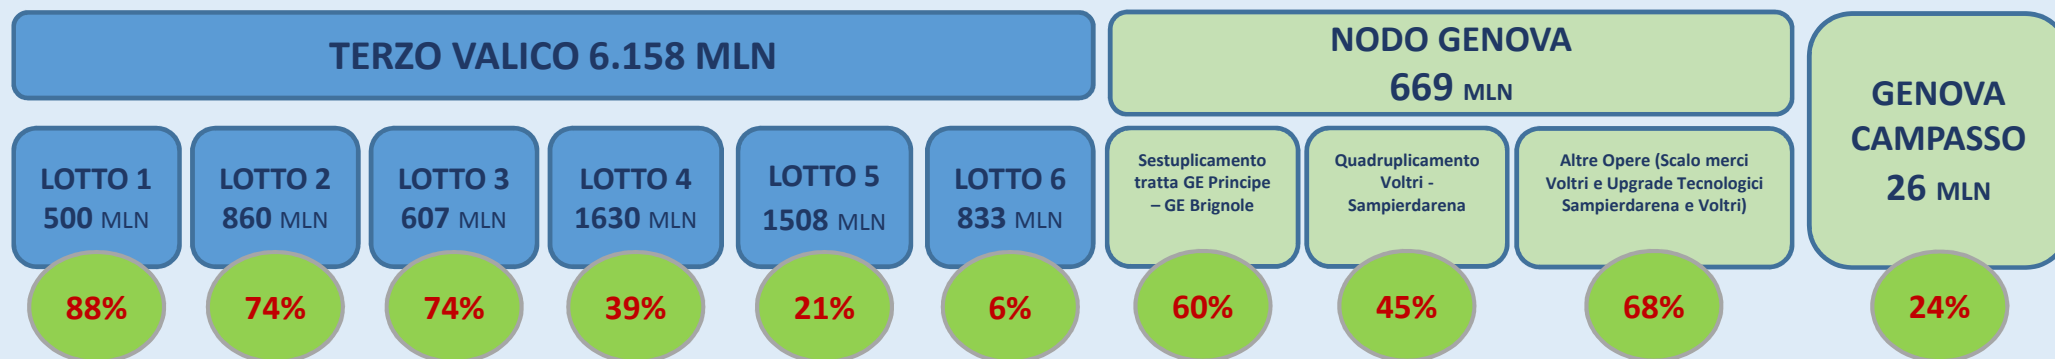 TERZO VALICO 6.158 MLN
NODO GENOVA
669 MLN
GENOVA
CAMPASSO
26 MLN
LOTTO 1
500 MLN
LOTTO 2
860 MLN
LOTTO 3
607 MLN
LOTTO 4
1630 MLN
LOTTO 5
1508 MLN
LOTTO 6
833 MLN
Sestuplicamento
tratta GE Principe
– GE Brignole
Quadruplicamento
Voltri -
Sampierdarena
Altre Opere (Scalo merci
Voltri e Upgrade Tecnologici
Sampierdarena e Voltri)
88%
74%
74%
39%
21%
6%
60%
45%
68%
24%